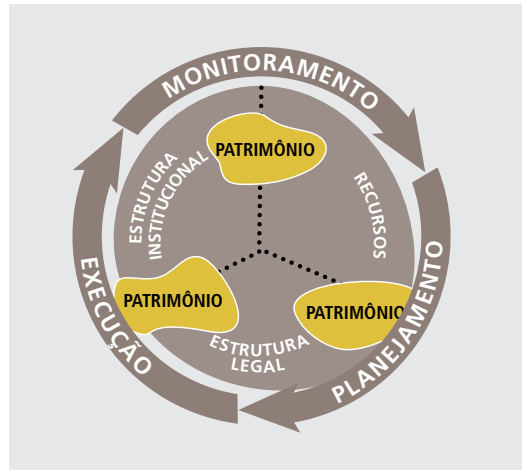 MONITORAMENTO
PATRIMÔNIO
ESTRUTURA
INSTITUCIONAL
RECURSOS
PATRIMÔNIO
PATRIMÔNIO
ESTRUTURA
LEGAL
EXECUÇÃO
PLANEJAMENTO